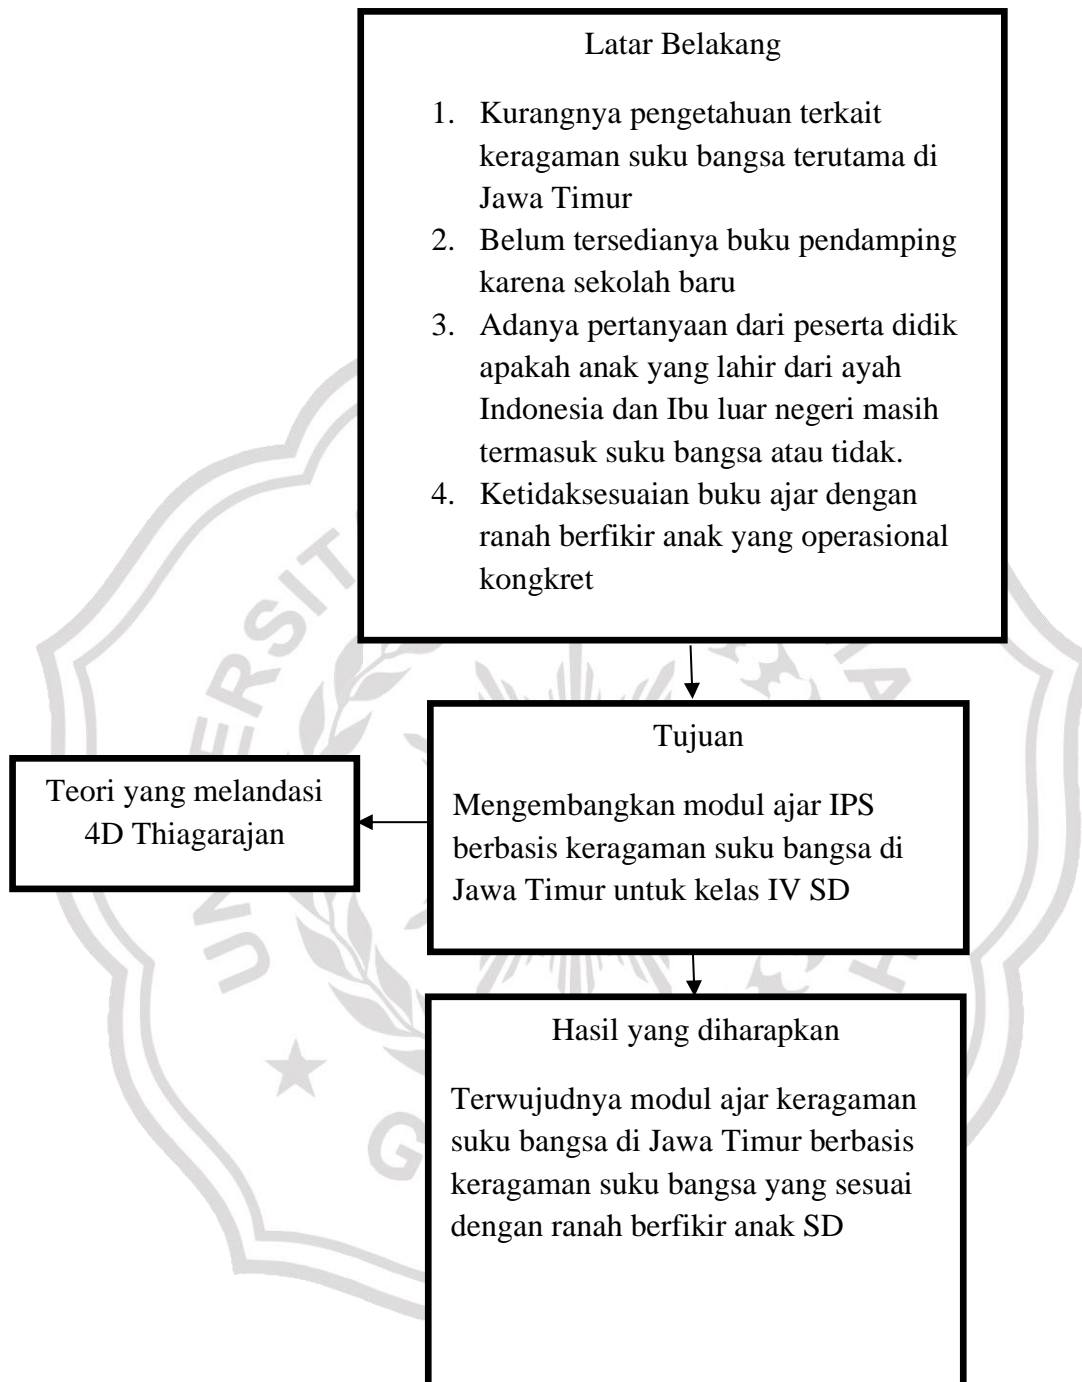 Latar Belakang
1. Kurangnya pengetahuan terkait
keragaman suku bangsa terutama di
Jawa Timur
2. Belum tersedianya buku pendamping
karena sekolah baru
3. Adanya pertanyaan dari peserta didik
apakah anak yang lahir dari ayah
Indonesia dan Ibu luar negeri masih
termasuk suku bangsa atau tidak.
4. Ketidaksesuaian buku ajar dengan
ranah berfikir anak yang operasional
kongkret
Tujuan
Mengembangkan modul ajar IPS
berbasis keragaman suku bangsa di
Jawa Timur untuk kelas IV SD
Teori yang melandasi
4D Thiagarajan
Hasil yang diharapkan
Terwujudnya modul ajar keragaman
suku bangsa di Jawa Timur berbasis
keragaman suku bangsa yang sesuai
dengan ranah berfikir anak SD